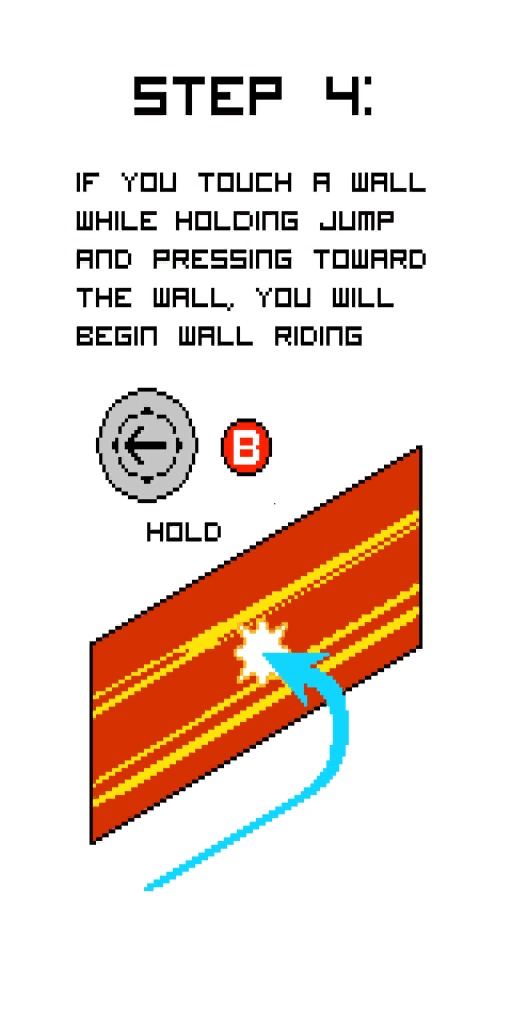 STEP 4:
IF YOU TOUCH A WALL
WHILE HOLDING JUMP
AND PRESSING TOWARD
THE WALL, YOU WILL
BEGIN WALL RIDING
B
HOLD